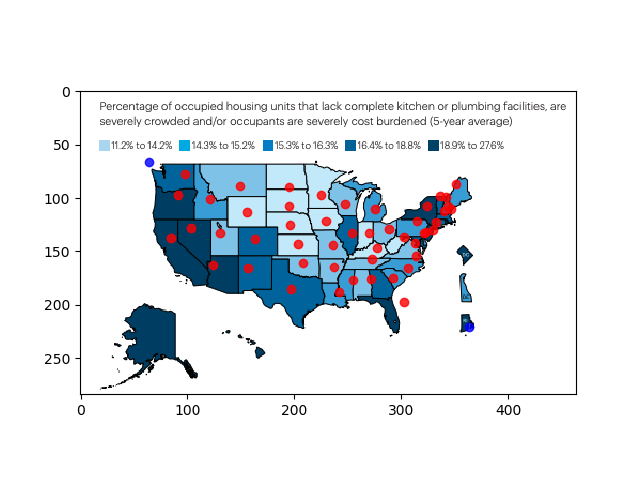 Percentage of occupied housing units that lack complete kitchen or plumbing facilities, are
severely crowded and/or occupants are severely cost burdened (5-year average)
11.2% to 14.2% 14.3% to 15.2% 15.3% to 16.3% 16.4% to 18.8% 18.9% to 27.6%
0
50
100
150
200
250
0 100 200 300 400